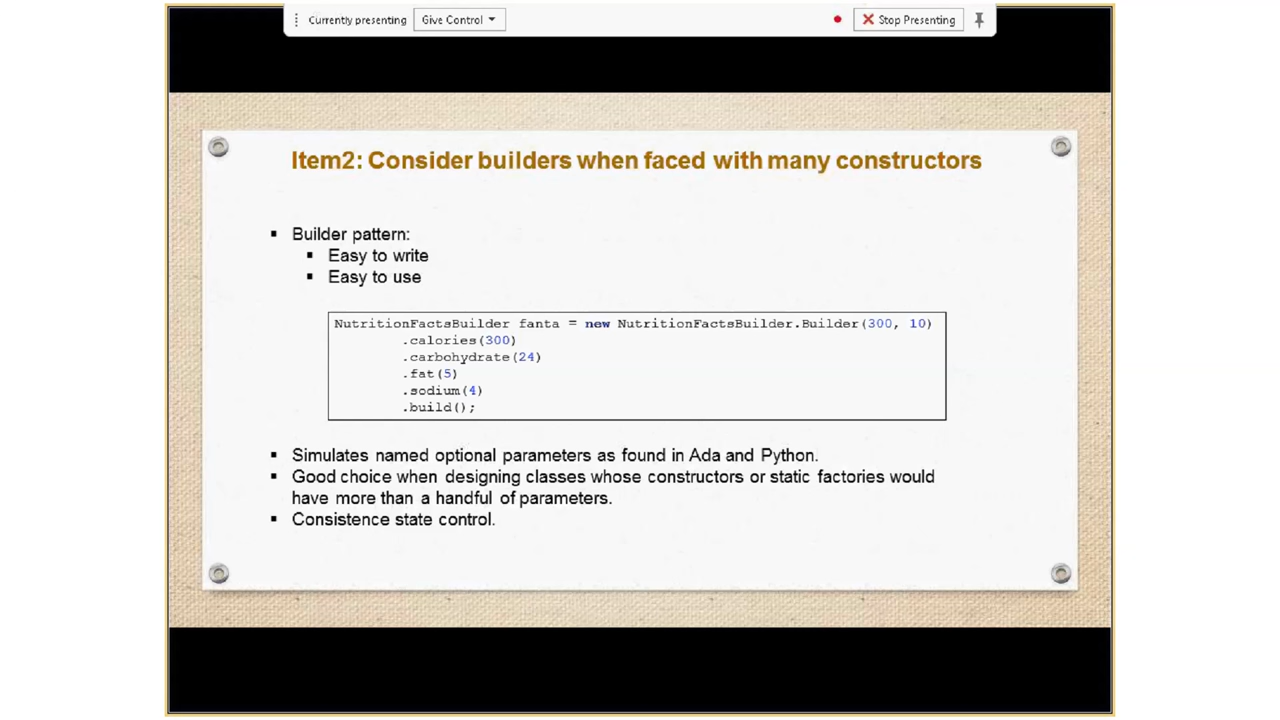 Currently presenting Give Control Stop Presenting
Item2: Consider builders when faced with many constructors
Builder pattern:
Easy to write
Easy to use
NutritionFactsBuilder fanta = new NutritionFactsBuilder.Builder(300, 10)
.calories(300)
.carbohydrate(24)
.fat(5)
.sodium(4)
.build();
Simulates named optional parameters as found in Ada and Python.
Good choice when designing classes whose constructors or static factories would
have more than a handful of parameters.
Consistence state control.